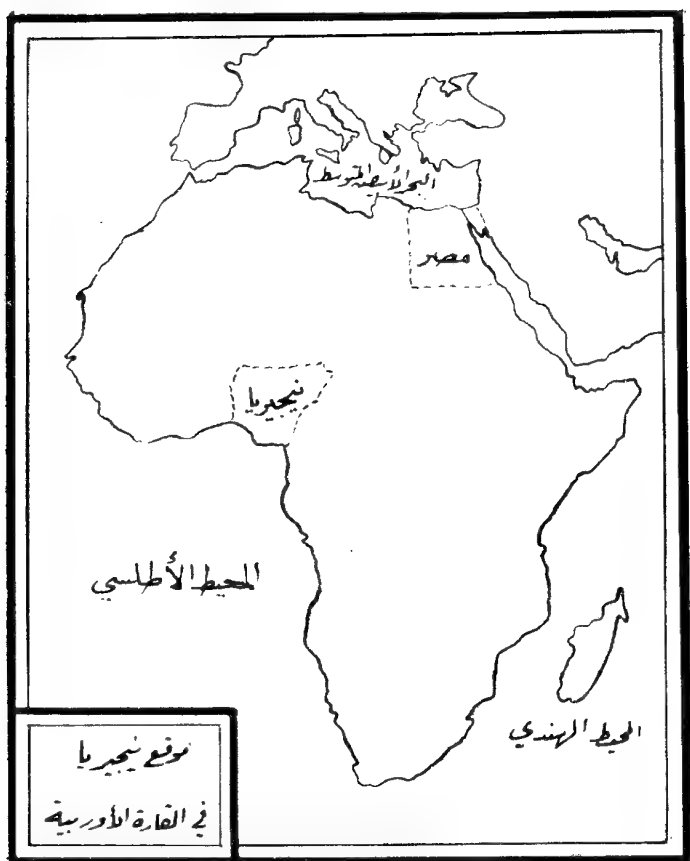 البحر الأبيض المتوسط
مصر
نيجيريا
المحيط الأطلسي
المحيط الهندي
موقع نيجيريا
في القارة الأوربية